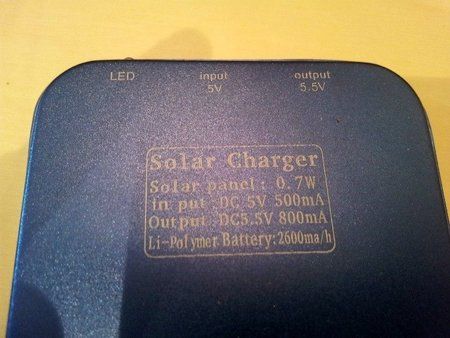 LED input output
5V 5.5V
Solar Charger
Solar panel: 0.7W
in put: DC 5V 500mA
Output: DC5.5V 800mA
Li-Polymer Battery:2600ma/h